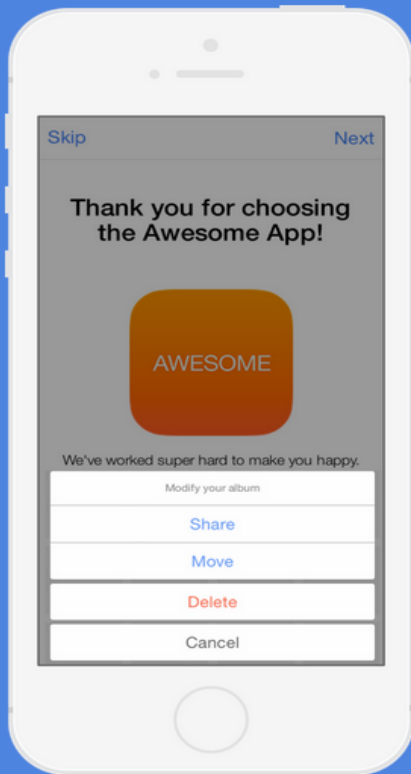 Skip
Next
Thank you for choosing
the Awesome App!
AWESOME
We've worked super hard to make you happy.
Modify your album
Share
Move
Delete
Cancel